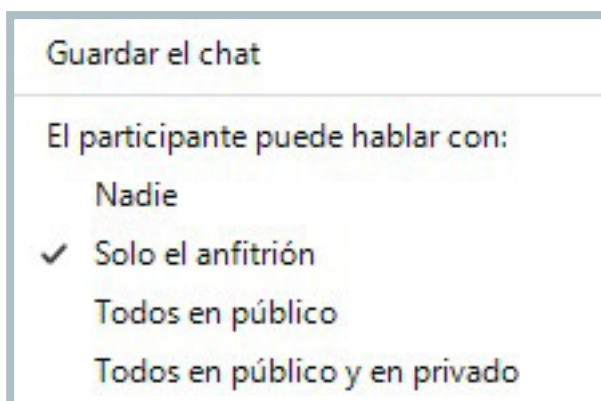 Guardar el chat
El participante puede hablar con:
Nadie
Solo el anfitrión
Todos en público
Todos en público y en privado